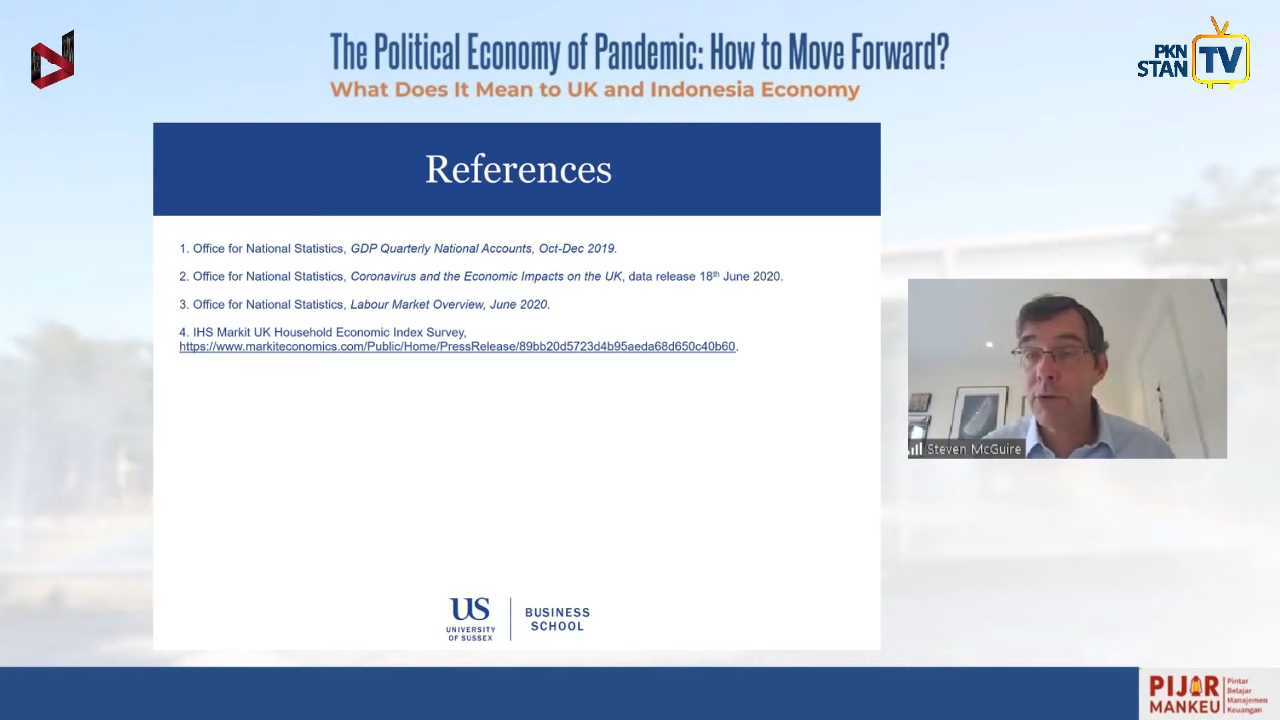 The Political Economy of Pandemic: How to Move Forward?
What Does It Mean to UK and Indonesia Economy
PKN
STAN
TV
References
1. Office for National Statistics, GDP Quarterly National Accounts, Oct-Dec 2019.
2. Office for National Statistics, Coronavirus and the Economic Impacts on the UK, data release 18th June 2020.
3. Office for National Statistics, Labour Market Overview, June 2020.
4. IHS Markit UK Household Economic Index Survey,
https://www.markiteconomics.com/Public/Home/PressRelease/89bb20d5723d4b95aeda68d650c40b60.
Steven McGuire
US
UNIVERSITY
OF SUSSEX
BUSINESS
SCHOOL
PIJAR
MANKEU
Pintar
Belajar
Manajemen
Keuangan